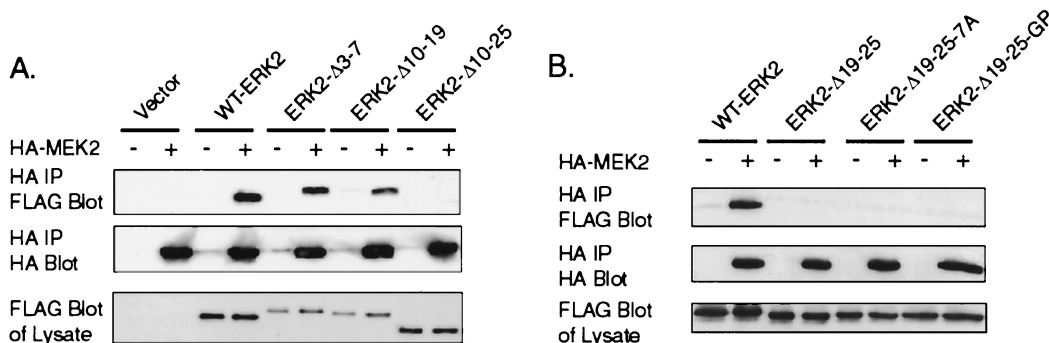 A.
Vector
WT-ERK2
ERK2-Δ3-7
ERK2-Δ10-19
ERK2-Δ10-25
HA-MEK2 - + - + - + - + - +
HA IP
FLAG Blot
HA IP
HA Blot
FLAG Blot
of Lysate
B.
WT-ERK2
ERK2-Δ19-25
ERK2-Δ19-25-7A
ERK2-Δ19-25-GP
HA-MEK2 - + - + - + - +
HA IP
FLAG Blot
HA IP
HA Blot
FLAG Blot
of Lysate